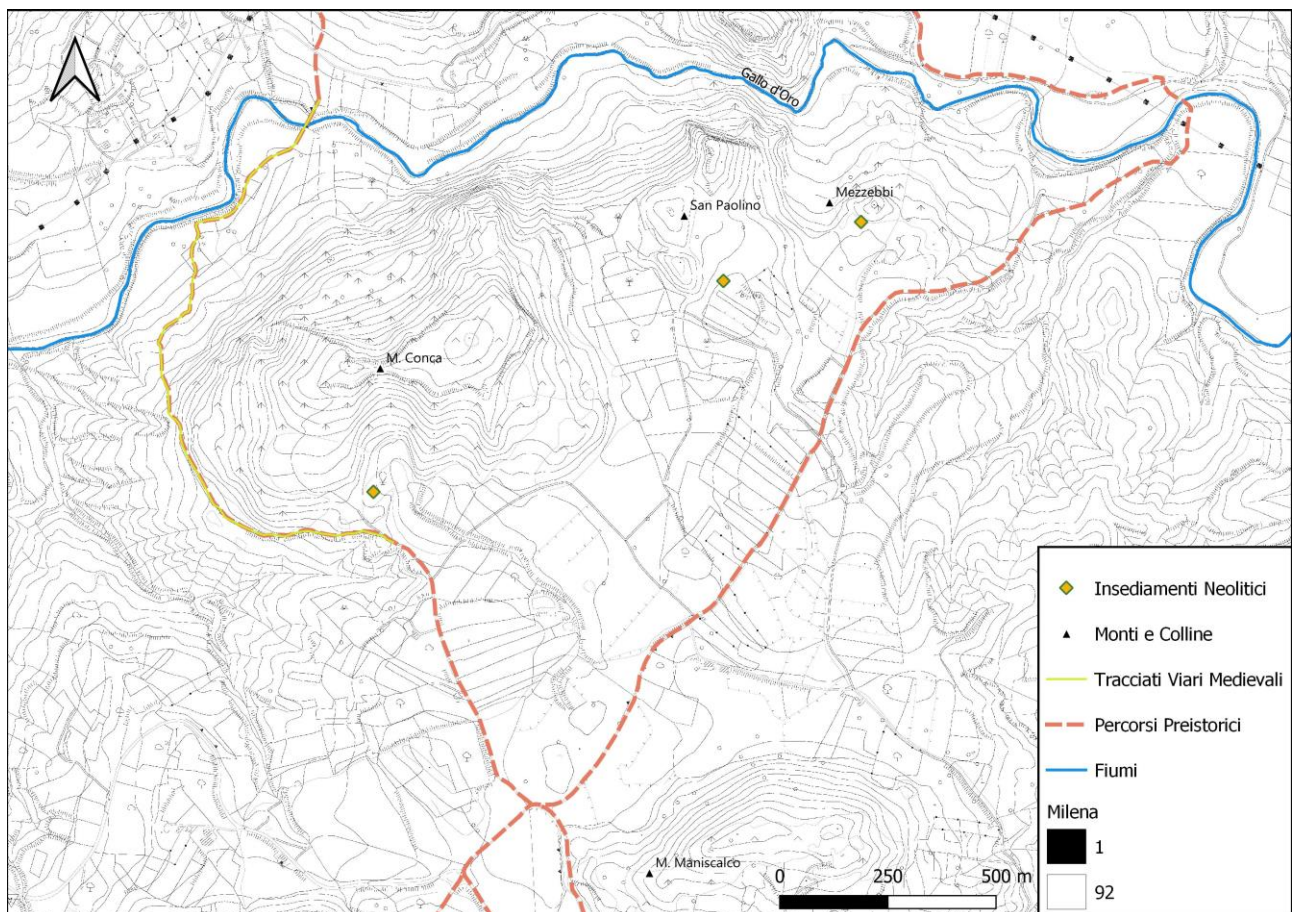 Gallo d'Oro
Mezzebbi
San Paolino
M. Conca
M. Maniscalco
0 250 500 m
Insediamenti Neolitici
Monti e Colline
Tracciati Viari Medievali
Percorsi Preistorici
Fiumi
Milena
1
92